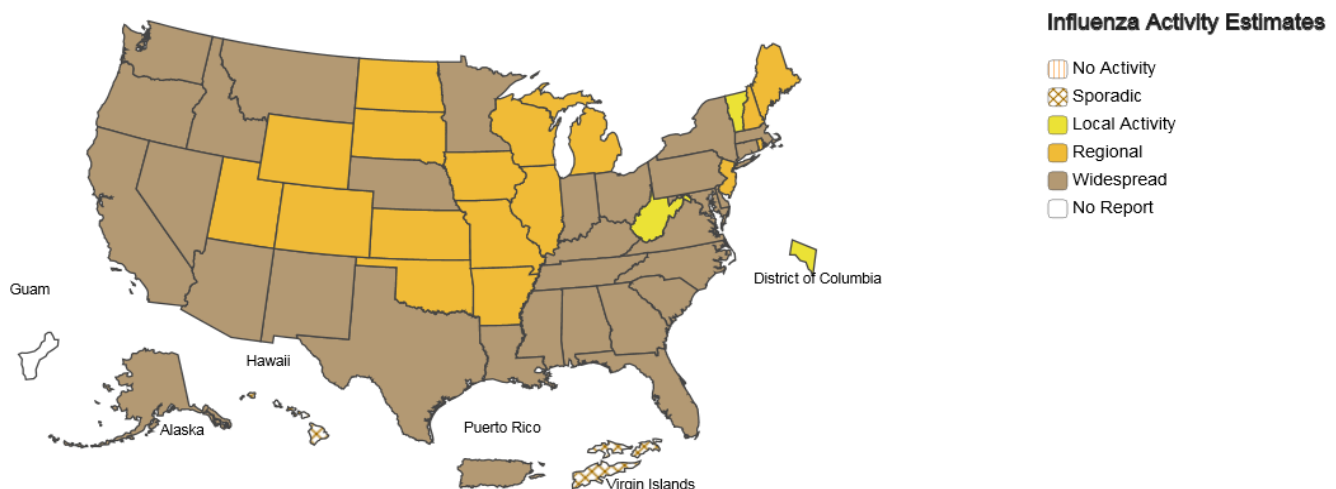 Influenza Activity Estimates
No Activity
Sporadic
Local Activity
Regional
Widespread
No Report
District of Columbia
Guam
Hawaii
Alaska
Puerto Rico
Virgin Islands